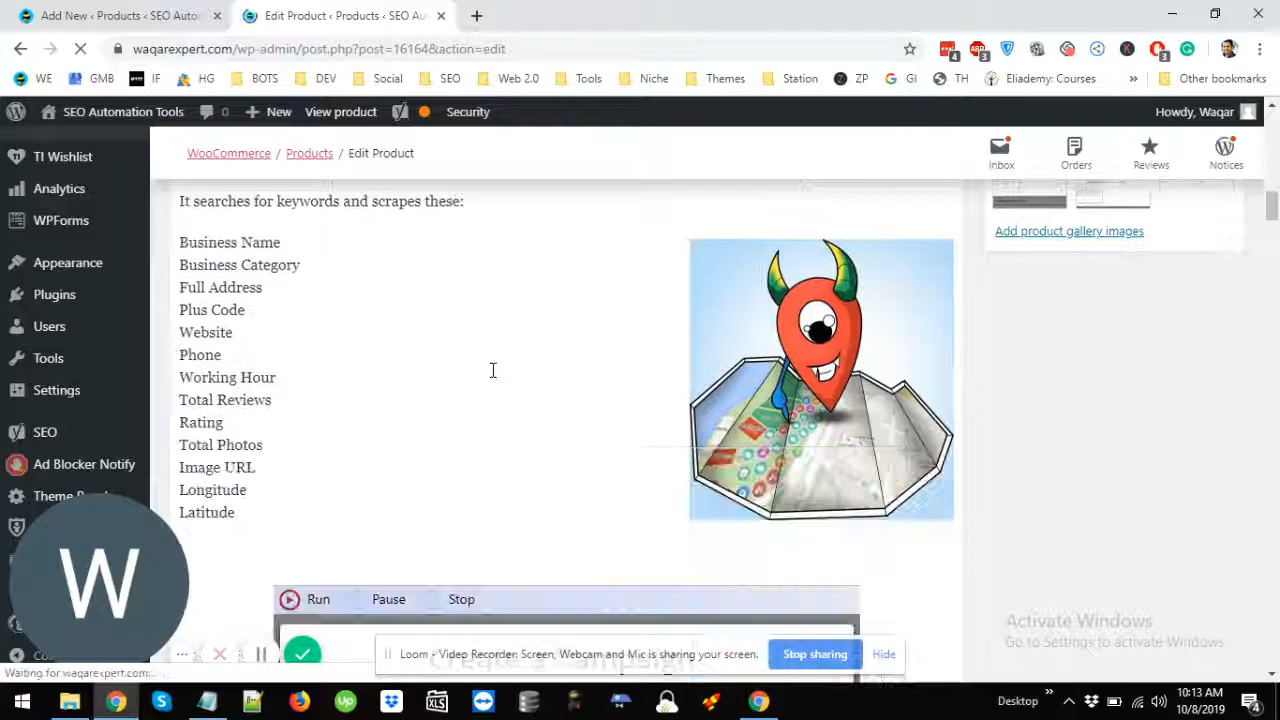 Add New ‹ Products ‹ SEO Auto
Edit Product ‹ Products ‹ SEO Au
waqarexpert.com/wp-admin/post.php?post=16164&action=edit
4
3
3
WE
GMB
IF
HG
BOTS
DEV
Social
SEO
Web 2.0
Tools
Niche
Themes
Station
ZP
GI
TH
Eliademy: Courses
Other bookmarks
SEO Automation Tools
0
New
View product
Security
Howdy, Waqar
TI Wishlist
Analytics
WPForms
Appearance
Plugins
Users
Tools
Settings
SEO
Ad Blocker Notify
WooCommerce / Products / Edit Product
Inbox
Orders
Reviews
Notices
It searches for keywords and scrapes these:
Business Name
Business Category
Full Address
Plus Code
Website
Phone
Working Hour
Total Reviews
Rating
Total Photos
Image URL
Longitude
Latitude
Add product gallery images
Run
Pause
Stop
W
Activate Windows
Go to Settings to activate Windows.
Loom - Video Recorder: Screen, Webcam and Mic is sharing your screen.
Stop sharing
Hide
Waiting for waqarexpert.com...
XLS
Desktop
10:13 AM
10/8/2019
4